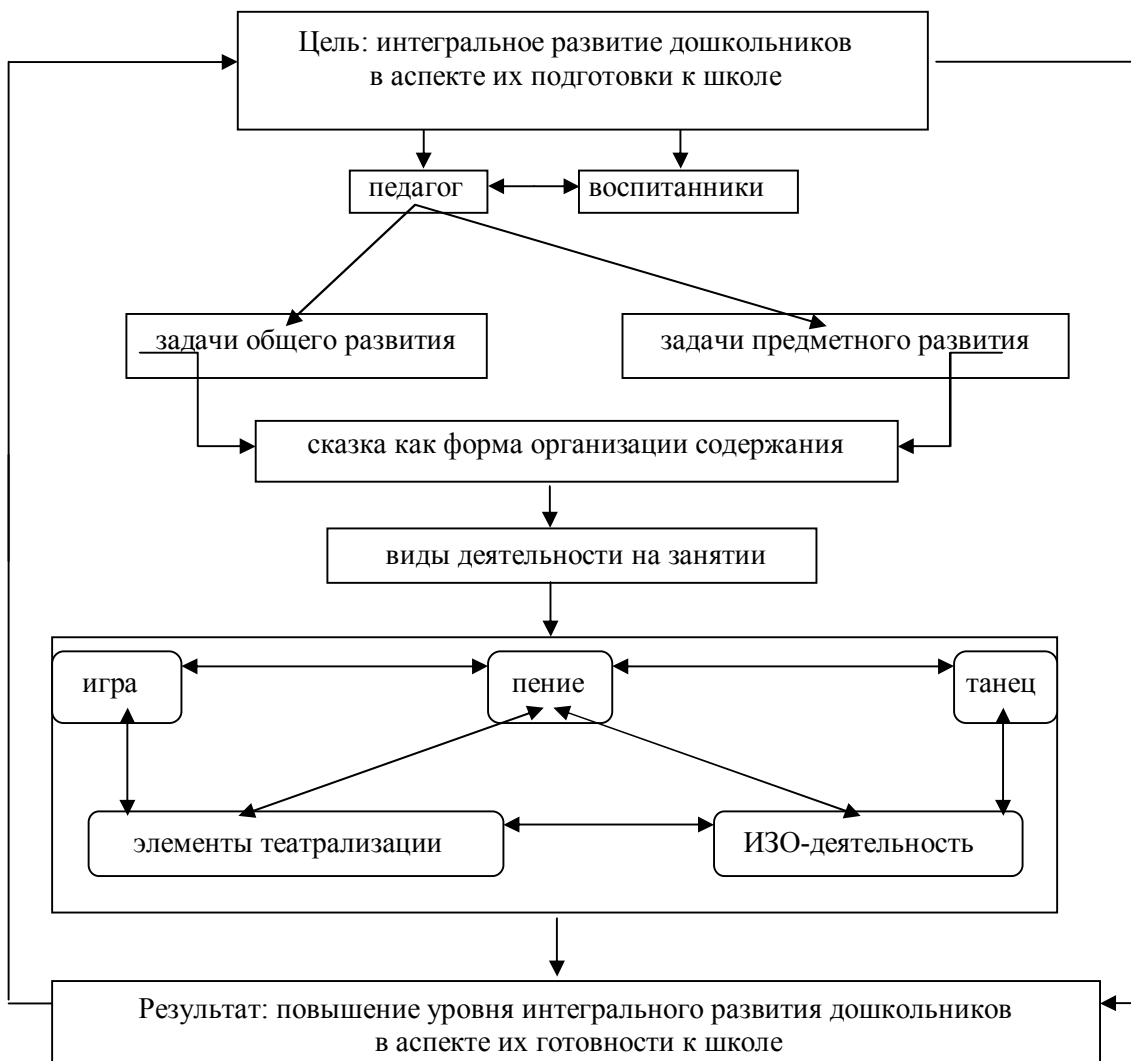 Цель: интегральное развитие дошкольников
в аспекте их подготовки к школе
педагог
воспитанники
задачи общего развития
задачи предметного развития
сказка как форма организации содержания
виды деятельности на занятии
игра
пение
танец
элементы театрализации
ИЗО-деятельность
Результат: повышение уровня интегрального развития дошкольников
в аспекте их готовности к школе